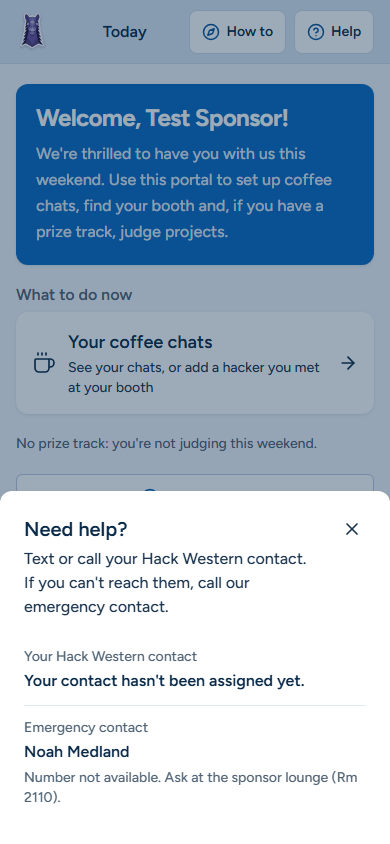 Today
How to
Help
Welcome, Test Sponsor!
We're thrilled to have you with us this
weekend. Use this portal to set up coffee
chats, find your booth and, if you have a
prize track, judge projects.
What to do now
Your coffee chats
See your chats, or add a hacker you met
at your booth
No prize track: you're not judging this weekend.
Need help?
Text or call your Hack Western contact.
If you can't reach them, call our
emergency contact.
Your Hack Western contact
Your contact hasn't been assigned yet.
Emergency contact
Noah Medland
Number not available. Ask at the sponsor lounge (Rm
2110).